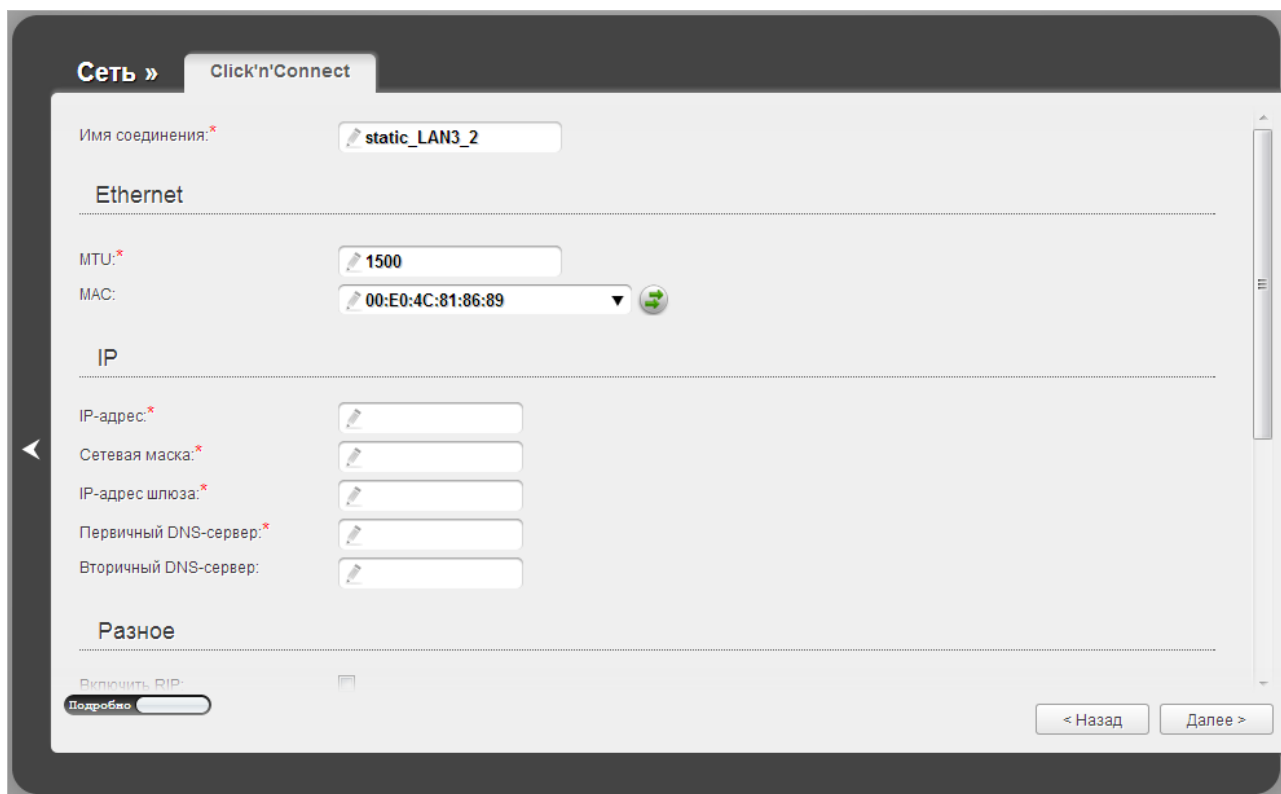 Сеть » Click'n'Connect
Имя соединения:* static_LAN3_2
Ethernet
MTU:* 1500
MAC: 00:E0:4C:81:86:89
IP
IP-адрес:*
Сетевая маска:*
IP-адрес шлюза:*
Первичный DNS-сервер:*
Вторичный DNS-сервер:
Разное
Включить RIP:
Подробно
< Назад Далее >